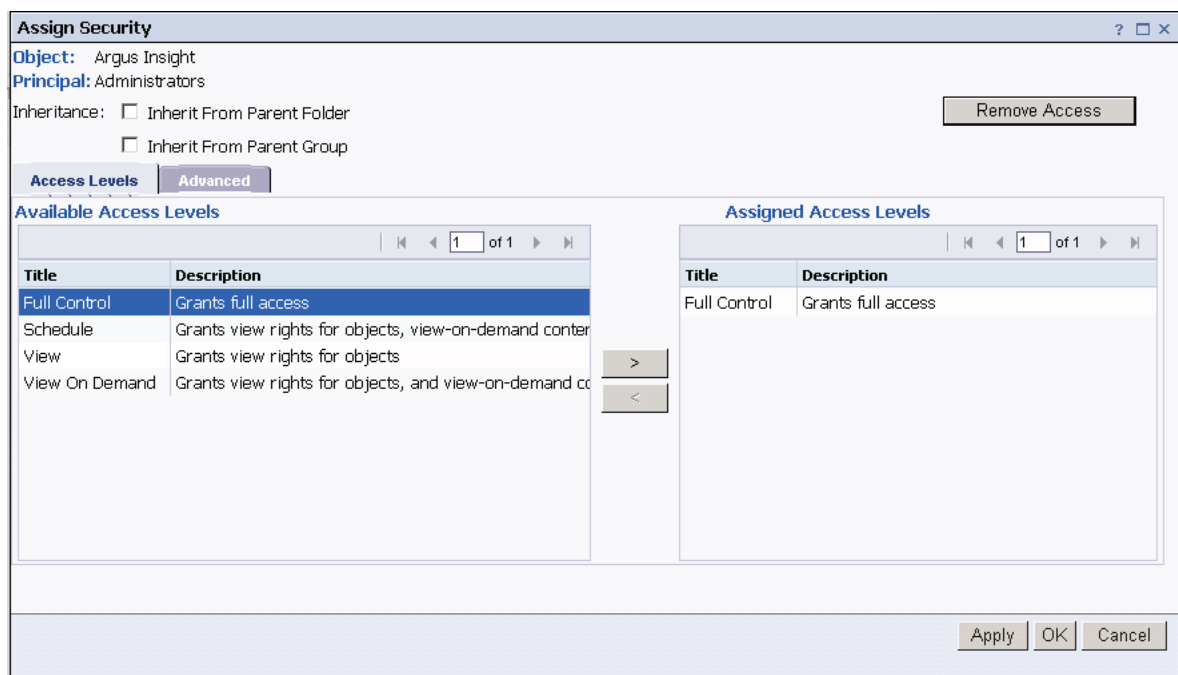 Assign Security
Object: Argus Insight
Principal: Administrators
Inheritance: Inherit From Parent Folder
Remove Access
Inherit From Parent Group
Access Levels Advanced
Available Access Levels
Assigned Access Levels
1 of 1
1 of 1
Title Description
Title Description
Full Control Grants full access
Full Control Grants full access
Schedule Grants view rights for objects, view-on-demand conter
View Grants view rights for objects
>
View On Demand Grants view rights for objects, and view-on-demand co
<
Apply OK Cancel